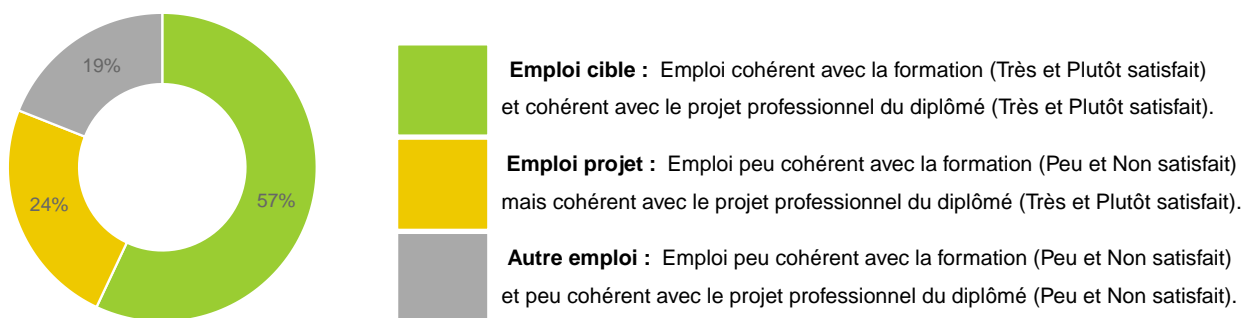 19%
24%
57%
Emploi cible : Emploi cohérent avec la formation (Très et Plutôt satisfait)
et cohérent avec le projet professionnel du diplômé (Très et Plutôt satisfait).
Emploi projet : Emploi peu cohérent avec la formation (Peu et Non satisfait)
mais cohérent avec le projet professionnel du diplômé (Très et Plutôt satisfait).
Autre emploi : Emploi peu cohérent avec la formation (Peu et Non satisfait)
et peu cohérent avec le projet professionnel du diplômé (Peu et Non satisfait).